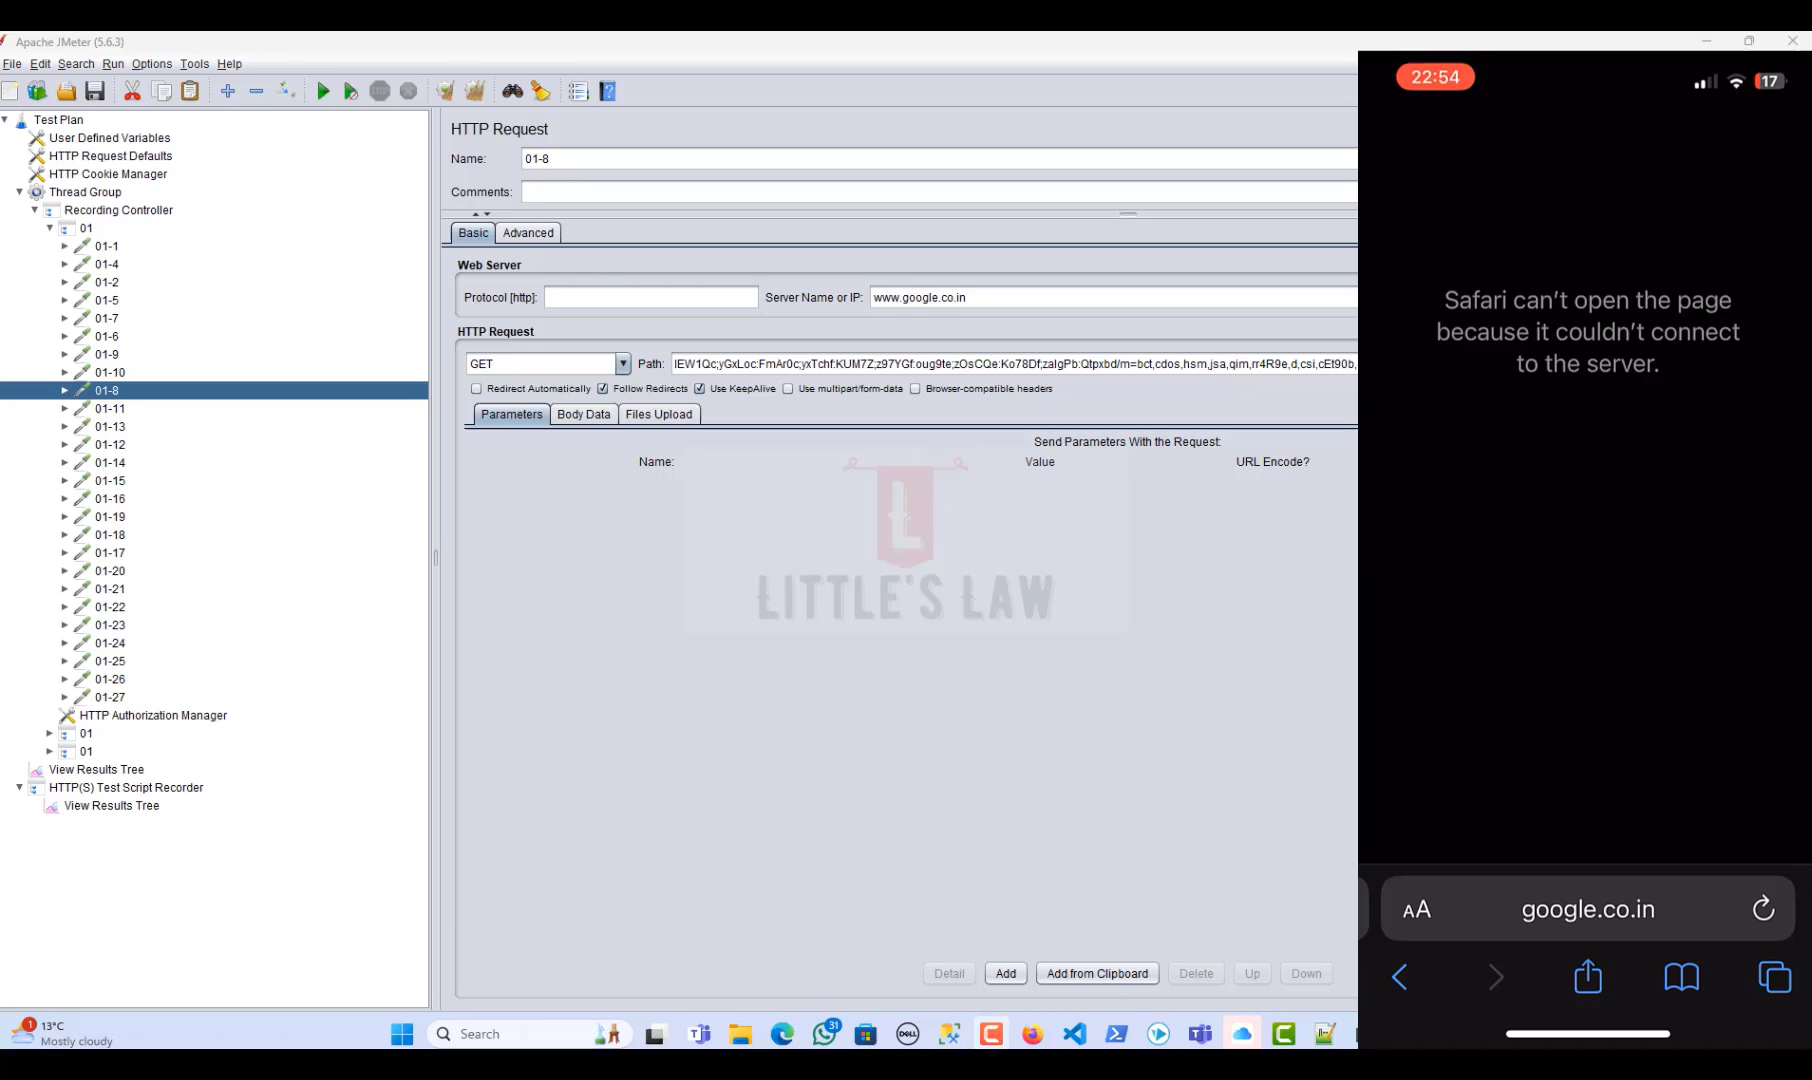 Apache JMeter (5.6.3)
File Edit Search Run Options Tools Help
Test Plan
User Defined Variables
HTTP Request Defaults
HTTP Cookie Manager
Thread Group
Recording Controller
01
01-1
01-4
01-2
01-5
01-7
01-6
01-9
01-10
01-8
01-11
01-13
01-12
01-14
01-15
01-16
01-19
01-18
01-17
01-20
01-21
01-22
01-23
01-24
01-25
01-26
01-27
HTTP Authorization Manager
01
01
View Results Tree
HTTP(S) Test Script Recorder
View Results Tree
HTTP Request
Name: 01-8
Comments:
Basic Advanced
Web Server
Protocol [http]: Server Name or IP: www.google.co.in
HTTP Request
GET Path: IEW1Qc;yGxLoc:FmAr0c;yxTchf:KUM7Z;z97YGf:oug9te;zOsCQe:Ko78Df;zaIgPb:Qtpxbd/m=bct,cdos,hsm,jsa,qim,rr4R9e,d,csi,cEt90b,
Redirect Automatically Follow Redirects Use KeepAlive Use multipart/form-data Browser-compatible headers
Parameters Body Data Files Upload
Send Parameters With the Request:
Name: Value URL Encode?
L
LITTLE'S LAW
Detail Add Add from Clipboard Delete Up Down
22:54 17
Safari can't open the page
because it couldn't connect
to the server.
AA google.co.in
1 13°C
Mostly cloudy
Search
31
DELL